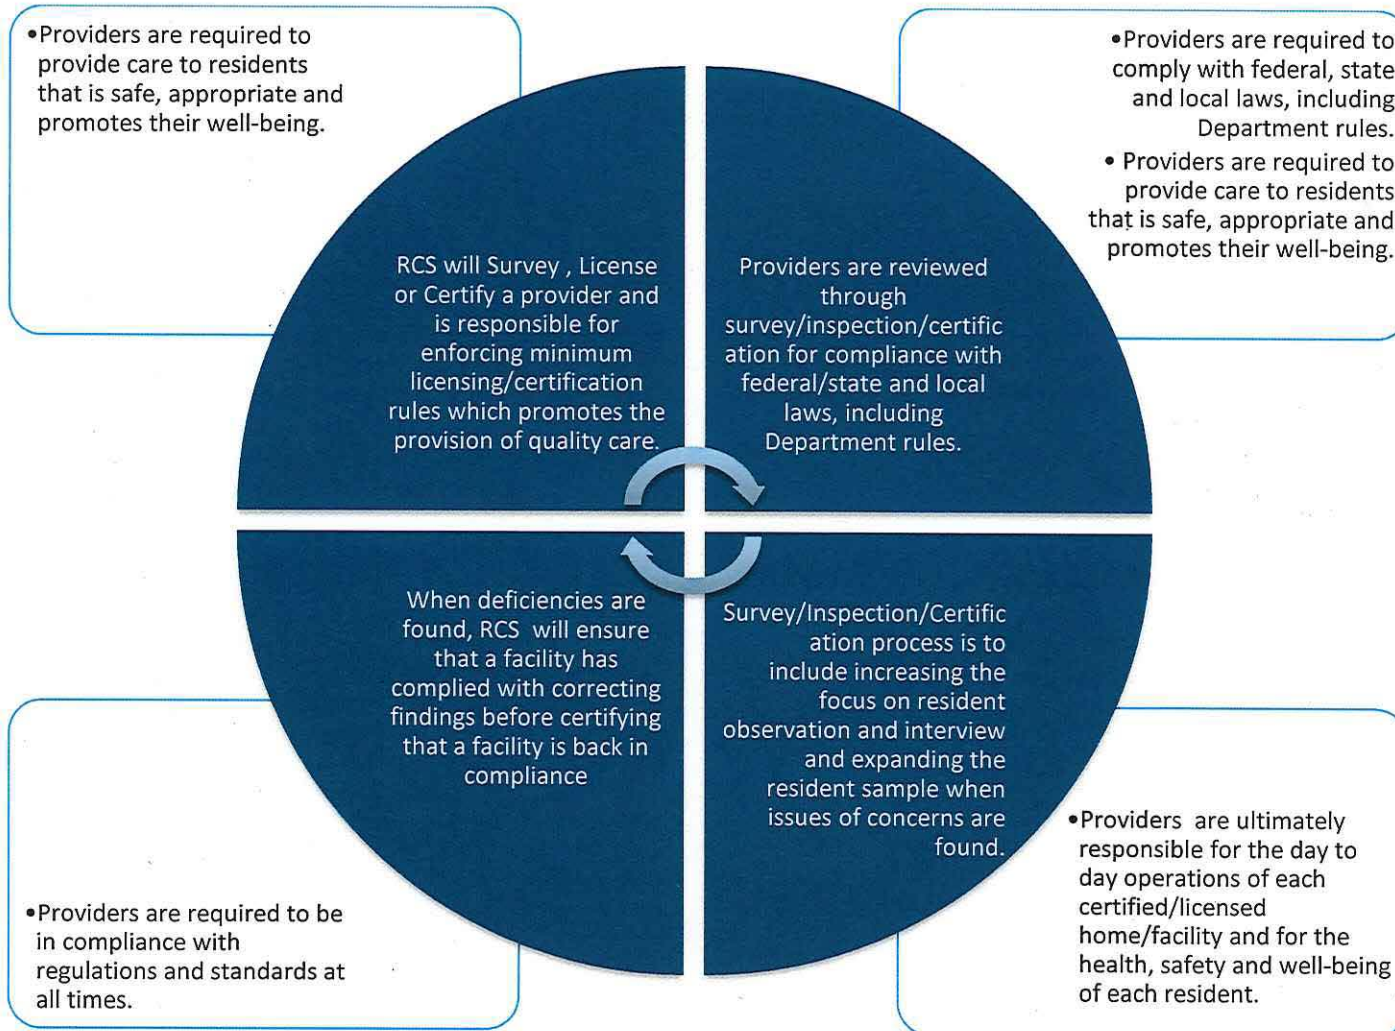 •Providers are required to
provide care to residents
that is safe, appropriate and
promotes their well-being.
•Providers are required to
comply with federal, state
and local laws, including
Department rules.
• Providers are required to
provide care to residents
that is safe, appropriate and
promotes their well-being.
RCS will Survey , License
or Certify a provider and
is responsible for
enforcing minimum
licensing/certification
rules which promotes the
provision of quality care.
Providers are reviewed
through
survey/inspection/certific
ation for compliance with
federal/state and local
laws, including
Department rules.
When deficiencies are
found, RCS will ensure
that a facility has
complied with correcting
findings before certifying
that a facility is back in
compliance
Survey/Inspection/Certific
ation process is to
include increasing the
focus on resident
observation and interview
and expanding the
resident sample when
issues of concerns are
found.
•Providers are required to be
in compliance with
regulations and standards at
all times.
•Providers are ultimately
responsible for the day to
day operations of each
certified/licensed
home/facility and for the
health, safety and well-being
of each resident.